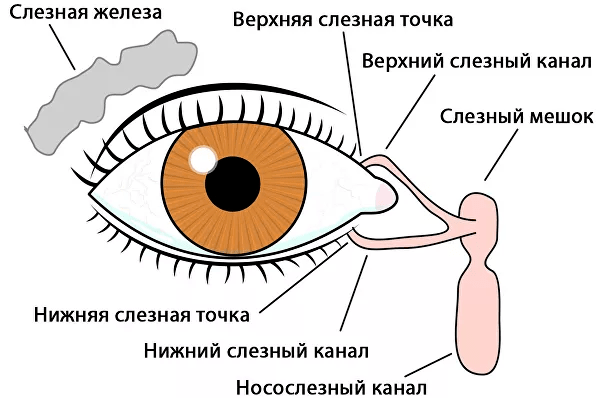 Слезная железа
Верхняя слезная точка
Верхний слезный канал
Слезный мешок
Нижняя слезная точка
Нижний слезный канал
Носослезный канал